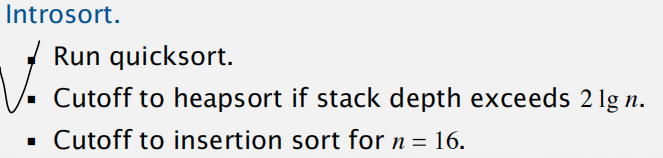 Introsort.
▪ Run quicksort.
▪ Cutoff to heapsort if stack depth exceeds 2 lg n.
▪ Cutoff to insertion sort for n = 16.